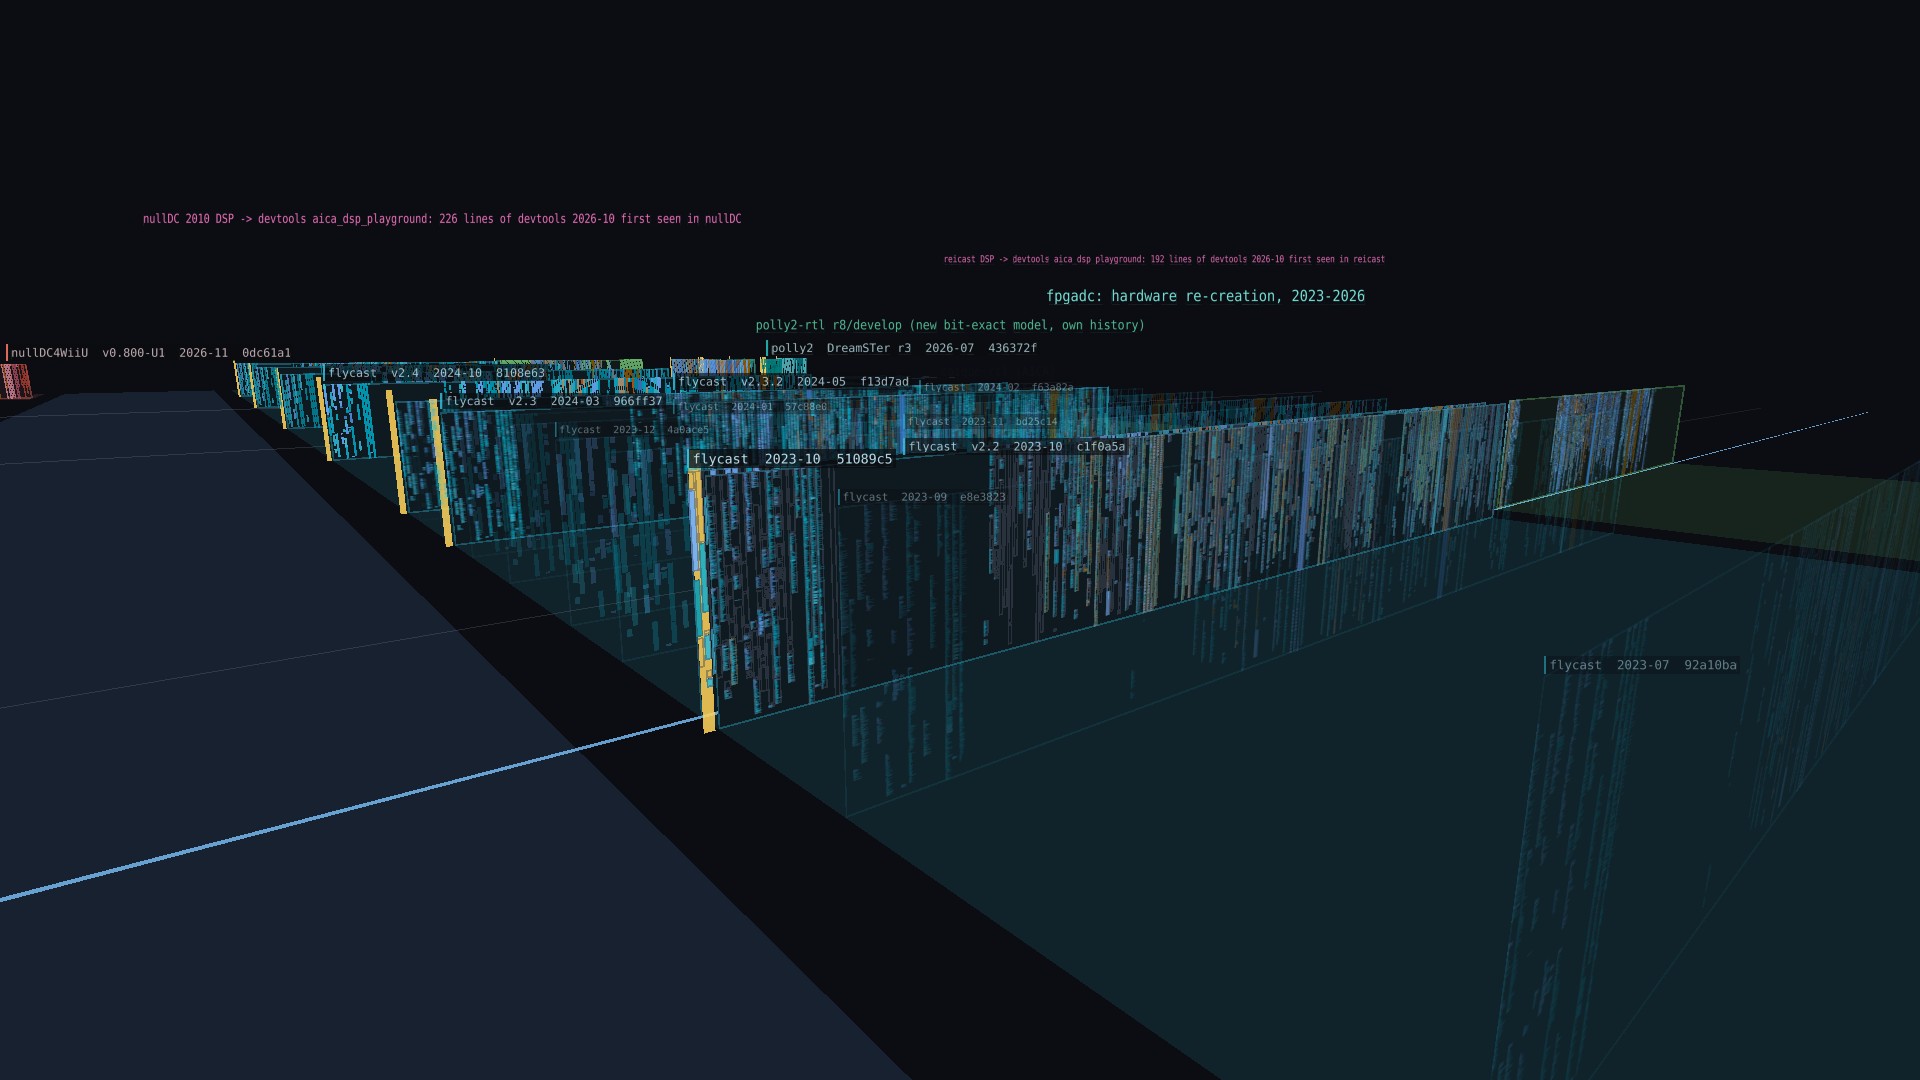 nullDC 2010 DSP -> devtools aica_dsp_playground: 226 lines of devtools 2026-10 first seen in nullDC
reicast DSP -> devtools aica dsp playground: 192 lines of devtools 2026-10 first seen in reicast
fpgadc: hardware re-creation, 2023-2026
polly2-rtl r8/develop (new bit-exact model, own history)
polly2 DreamSTer r3 2026-07 436372f
nullDC4WiiU v0.800-U1 2026-11 0dc61a1
flycast v2.4 2024-10 8108e63
flycast v2.3.2 2024-05 f13d7ad
flycast 2024-02 f63a82a
flycast v2.3 2024-03 966ff37
flycast 2024-01 57c88e0
flycast 2023-11 bd25c14
flycast 2023-12 4a0ace5
flycast v2.2 2023-10 c1f0a5a
flycast 2023-10 51089c5
flycast 2023-09 e8e3823
flycast 2023-07 92a10ba